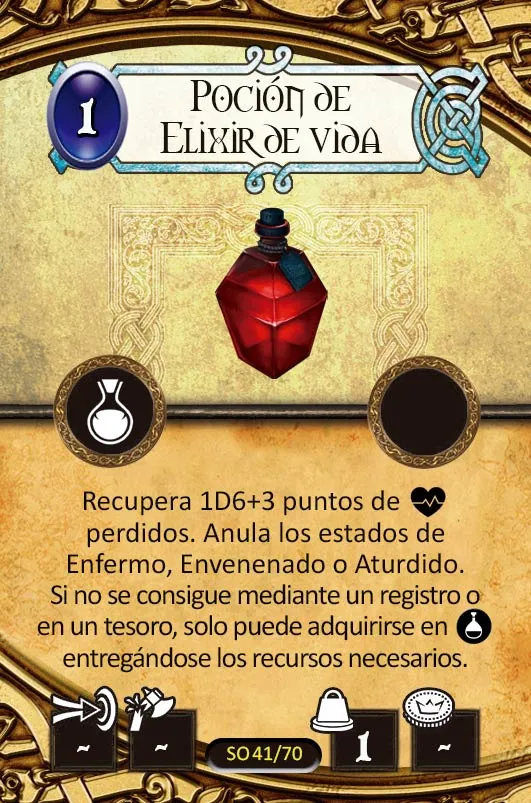 1
Poción de
Elixir de vida
Recupera 1D6+3 puntos de
perdidos. Anula los estados de
Enfermo, Envenenado o Aturdido.
Si no se consigue mediante un registro o
en un tesoro, solo puede adquirirse en
entregándose los recursos necesarios.
~ ~ SO 41/70 1 ~